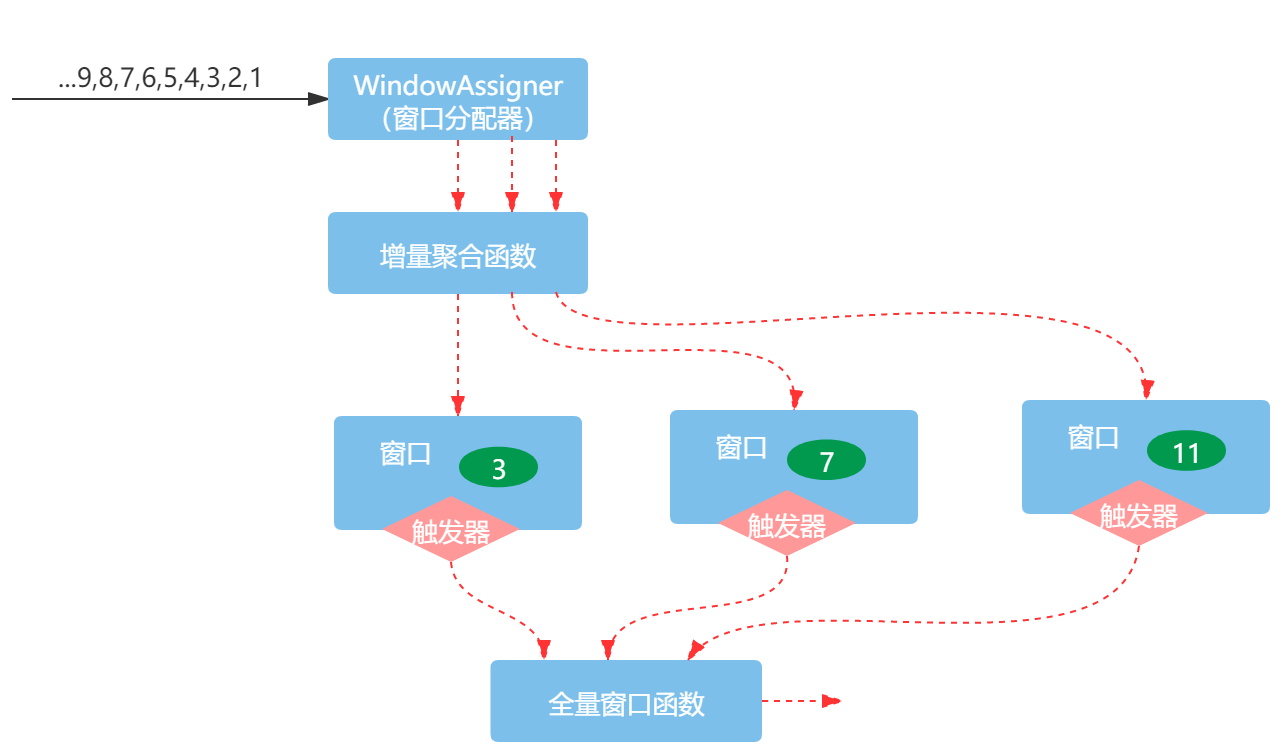 ...9,8,7,6,5,4,3,2,1
WindowAssigner
（窗口分配器）
增量聚合函数
窗口
3
触发器
窗口
7
触发器
窗口
11
触发器
全量窗口函数